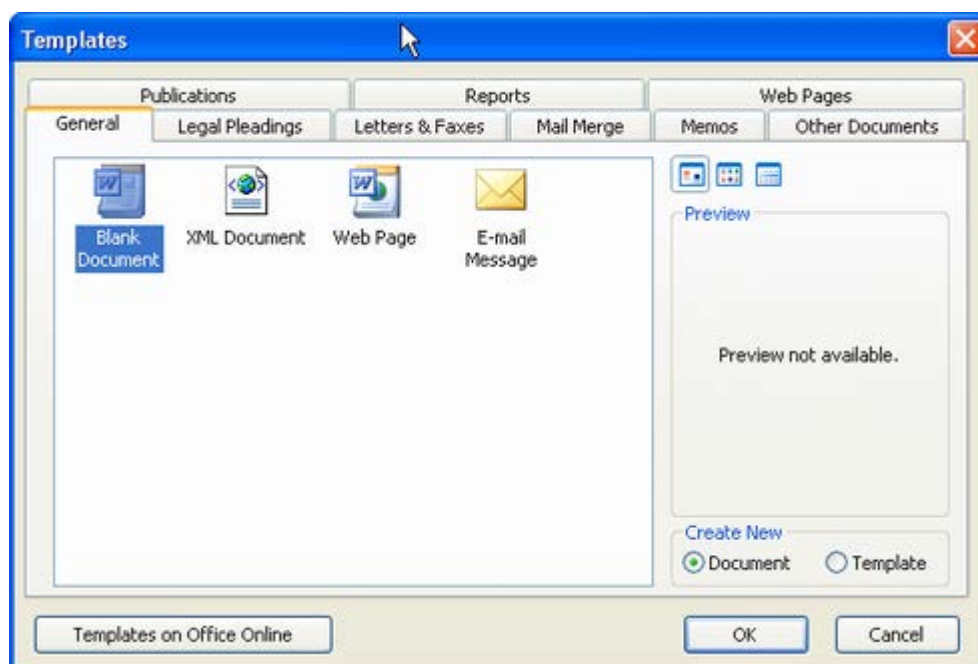 Templates
Publications Reports Web Pages
General Legal Pleadings Letters & Faxes Mail Merge Memos Other Documents
Blank Document
XML Document
Web Page
E-mail Message
Preview
Preview not available.
Create New
Document Template
Templates on Office Online OK Cancel